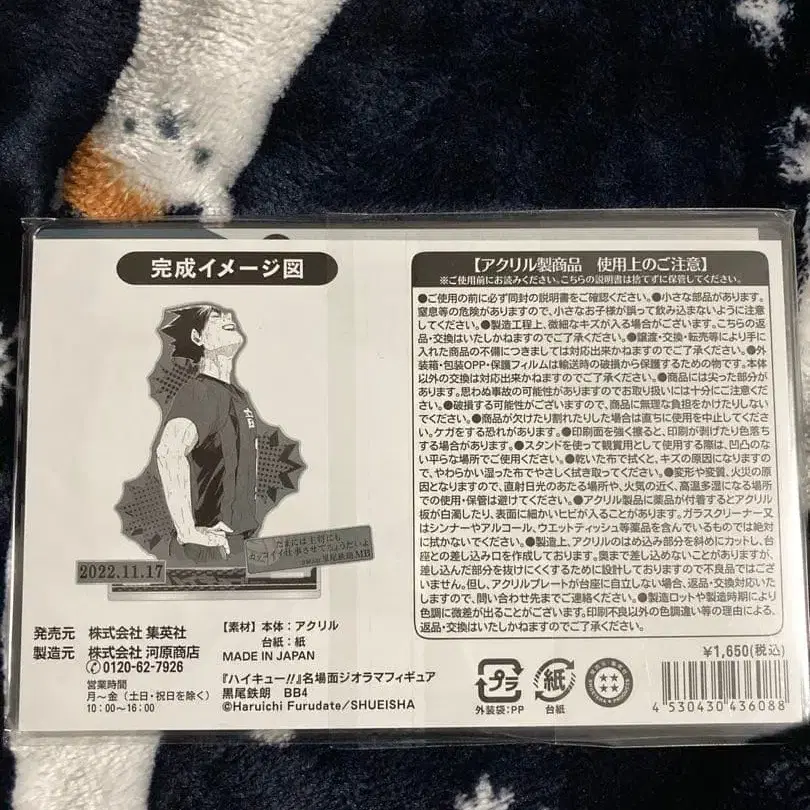 完成イメージ図
たまには主将にも
カッコイイ仕事させてちょうだいよ
黒尾鉄朗 MB
2022.11.17
発売元 株式会社 集英社
製造元 株式会社 河原商店
0120-62-7926
営業時間
月～金（土日・祝日を除く）
10：00～16：00
【素材】本体：アクリル
台紙：紙
MADE IN JAPAN
『ハイキュー!!』名場面ジオラマフィギュア
黒尾鉄朗 BB4
©Haruichi Furudate/SHUEISHA
【アクリル製商品 使用上のご注意】
※ご使用前にお読みください。こちらの説明書は捨てずに保管してください。
●ご使用の前に必ず同封の説明書をご確認ください。●小さな部品があります。
窒息等の危険がありますので、小さなお子様が誤って飲み込まないように注意
してください。●製造工程上、微細なキズが入る場合がございます。こちらの返
品・交換はいたしかねますのでご了承ください。●譲渡・交換・転売等により手
に入れた商品の不備につきましては対応出来かねますのでご了承ください。●外
装箱・包装OPP・保護フィルムは輸送時の破損から保護するための物です。本体
以外の交換は対応出来かねますのでご了承ください。●商品には尖った部分が
あります。思わぬ事故の可能性がありますのでお取り扱いには十分にご注意くだ
さい。●破損する可能性がございますので、商品に無理な負担をかけたりしない
でください。●商品が欠けたり割れたりした場合は直ちに使用を中止してください。
ケガをする恐れがあります。●印刷面を強く擦ると、印刷が剥げたり色落ちする
場合があります。●スタンドを使って観賞用として使用する際は、凹凸のない平
らな場所でご使用ください。●乾いた布で拭くと、キズの原因になりますので、
やわらかい湿った布でやさしく拭き取ってください。●変形や変質、火災の原因
となりますので、直射日光のあたる場所や、火気の近く、高温多湿になる場所
での使用・保管は避けてください。●アクリル製品に薬品が付着するとアクリル
板が白濁したり、表面に細かいヒビが入ることがあります。ガラスクリーナー又
はシンナーやアルコール、ウエットティッシュ等薬品を含んでいるものでは絶対
に拭かないでください。●製造上、アクリルのはめ込み部分を斜めにカットし、台
座との差し込み口を作成しております。奥まで差し込めないことがありますが、
差し込んだ部分を抜けにくくするために設計しておりますので不良品ではござ
いません。但し、アクリルプレートが台座に自立しない場合、返品・交換対応いた
しますので、問い合わせ先までご連絡ください。●製造ロットや製造時期により
色調に微差が出ることがございます。印刷不良以外の色調違い等の理由による、
返品・交換はいたしかねますのでご了承ください。
¥1,650(税込)
プラ
外装袋：PP
紙
台紙
4 530430 436088